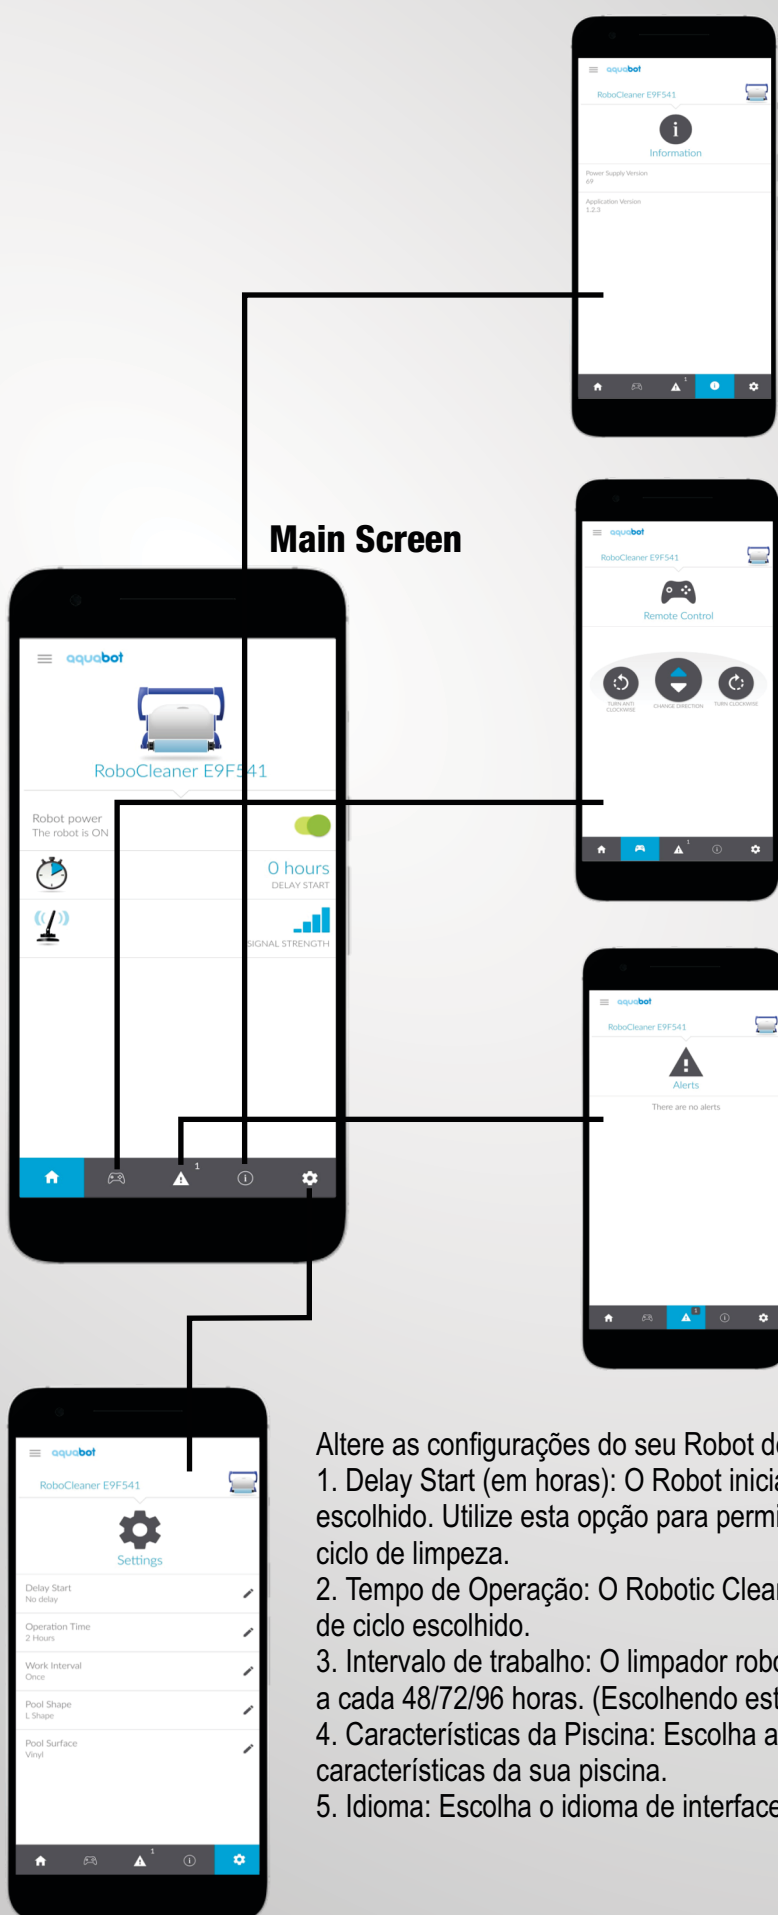 aquabot
RoboCleaner E9F541
Information
Power Supply Version
69
Application Version
1.2.3
1
Main Screen
aquabot
RoboCleaner E9F541
Remote Control
TURN ANTI
CLOCKWISE
CHANGE DIRECTION
TURN CLOCKWISE
1
aquabot
RoboCleaner E9F541
Robot power
The robot is ON
0 hours
DELAY START
SIGNAL STRENGTH
1
aquabot
RoboCleaner E9F541
Alerts
There are no alerts
1
aquabot
RoboCleaner E9F541
Settings
Delay Start
No delay
Operation Time
2 Hours
Work Interval
Once
Pool Shape
L Shape
Pool Surface
Vinyl
1
Altere as configurações do seu Robot
1. Delay Start (em horas): O Robot
escolhido. Utilize esta opção para
ciclo de limpeza.
2. Tempo de Operação: O Robotic
de ciclo escolhido.
3. Intervalo de trabalho: O limpador
a cada 48/72/96 horas. (Escolhendo
4. Características da Piscina: Escolha a
características da sua piscina.
5. Idioma: Escolha o idioma de interface